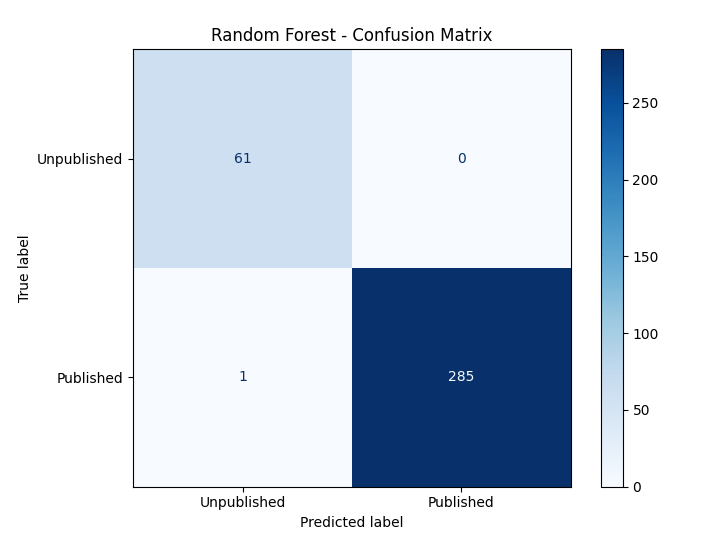 Random Forest - Confusion Matrix
Unpublished
Published
True label
61
0
1
285
Unpublished
Published
Predicted label
250
200
150
100
50
0